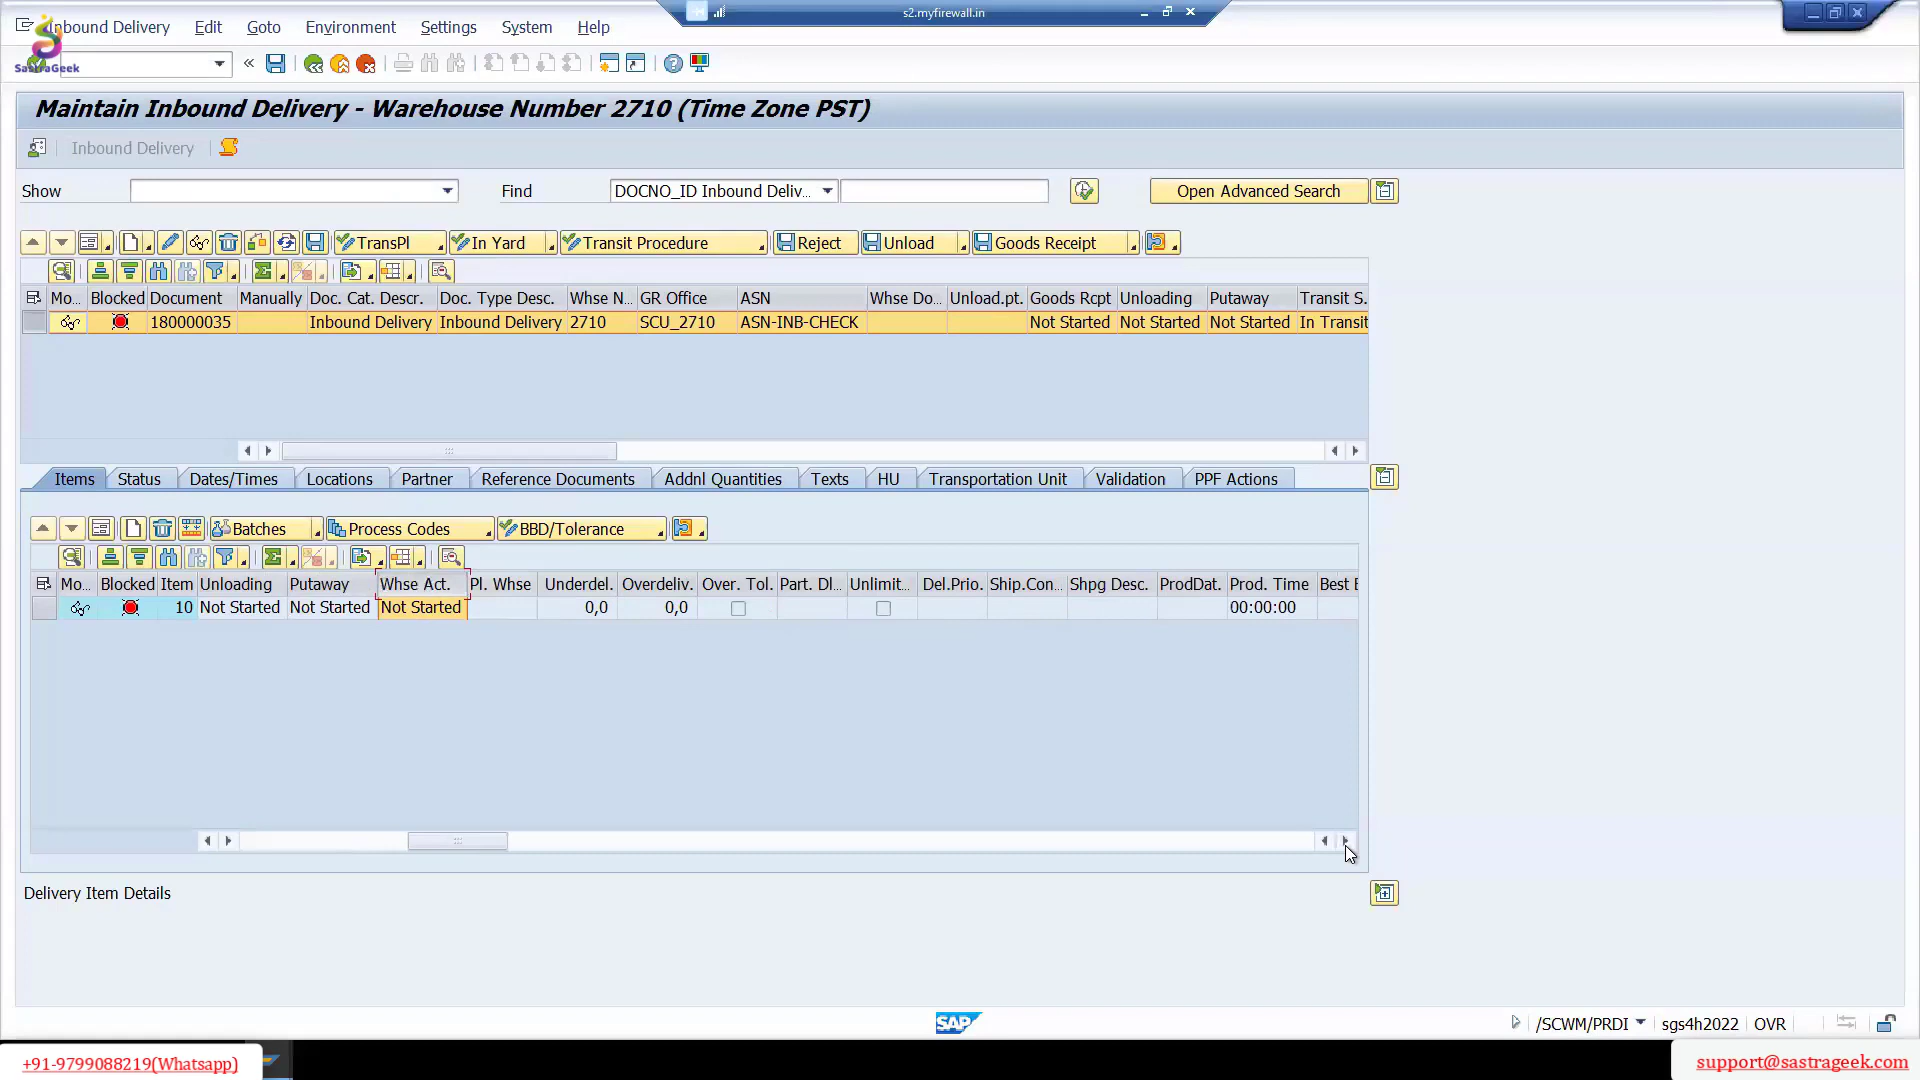 s2.myfirewall.in
Inbound Delivery Edit Goto Environment Settings System Help
SastraGeek
Maintain Inbound Delivery - Warehouse Number 2710 (Time Zone PST)
Inbound Delivery
Show Find DOCNO_ID Inbound Deliv... Open Advanced Search
TransPl In Yard Transit Procedure Reject Unload Goods Receipt
Mo... Blocked Document Manually Doc. Cat. Descr. Doc. Type Desc. Whse N... GR Office ASN Whse Do... Unload.pt. Goods Rcpt Unloading Putaway Transit S.
180000035 Inbound Delivery Inbound Delivery 2710 SCU_2710 ASN-INB-CHECK Not Started Not Started Not Started In Transit
Items Status Dates/Times Locations Partner Reference Documents Addnl Quantities Texts HU Transportation Unit Validation PPF Actions
Batches Process Codes BBD/Tolerance
Mo... Blocked Item Unloading Putaway Whse Act. Pl. Whse Underdel. Overdeliv. Over. Tol. Part. Dl... Unlimit... Del.Prio. Ship.Con... Shpg Desc. ProdDat. Prod. Time Best
10 Not Started Not Started Not Started 0,0 0,0 00:00:00
Delivery Item Details
SAP /SCWM/PRDI sgs4h2022 OVR
+91-9799088219(Whatsapp) support@sastrageek.com